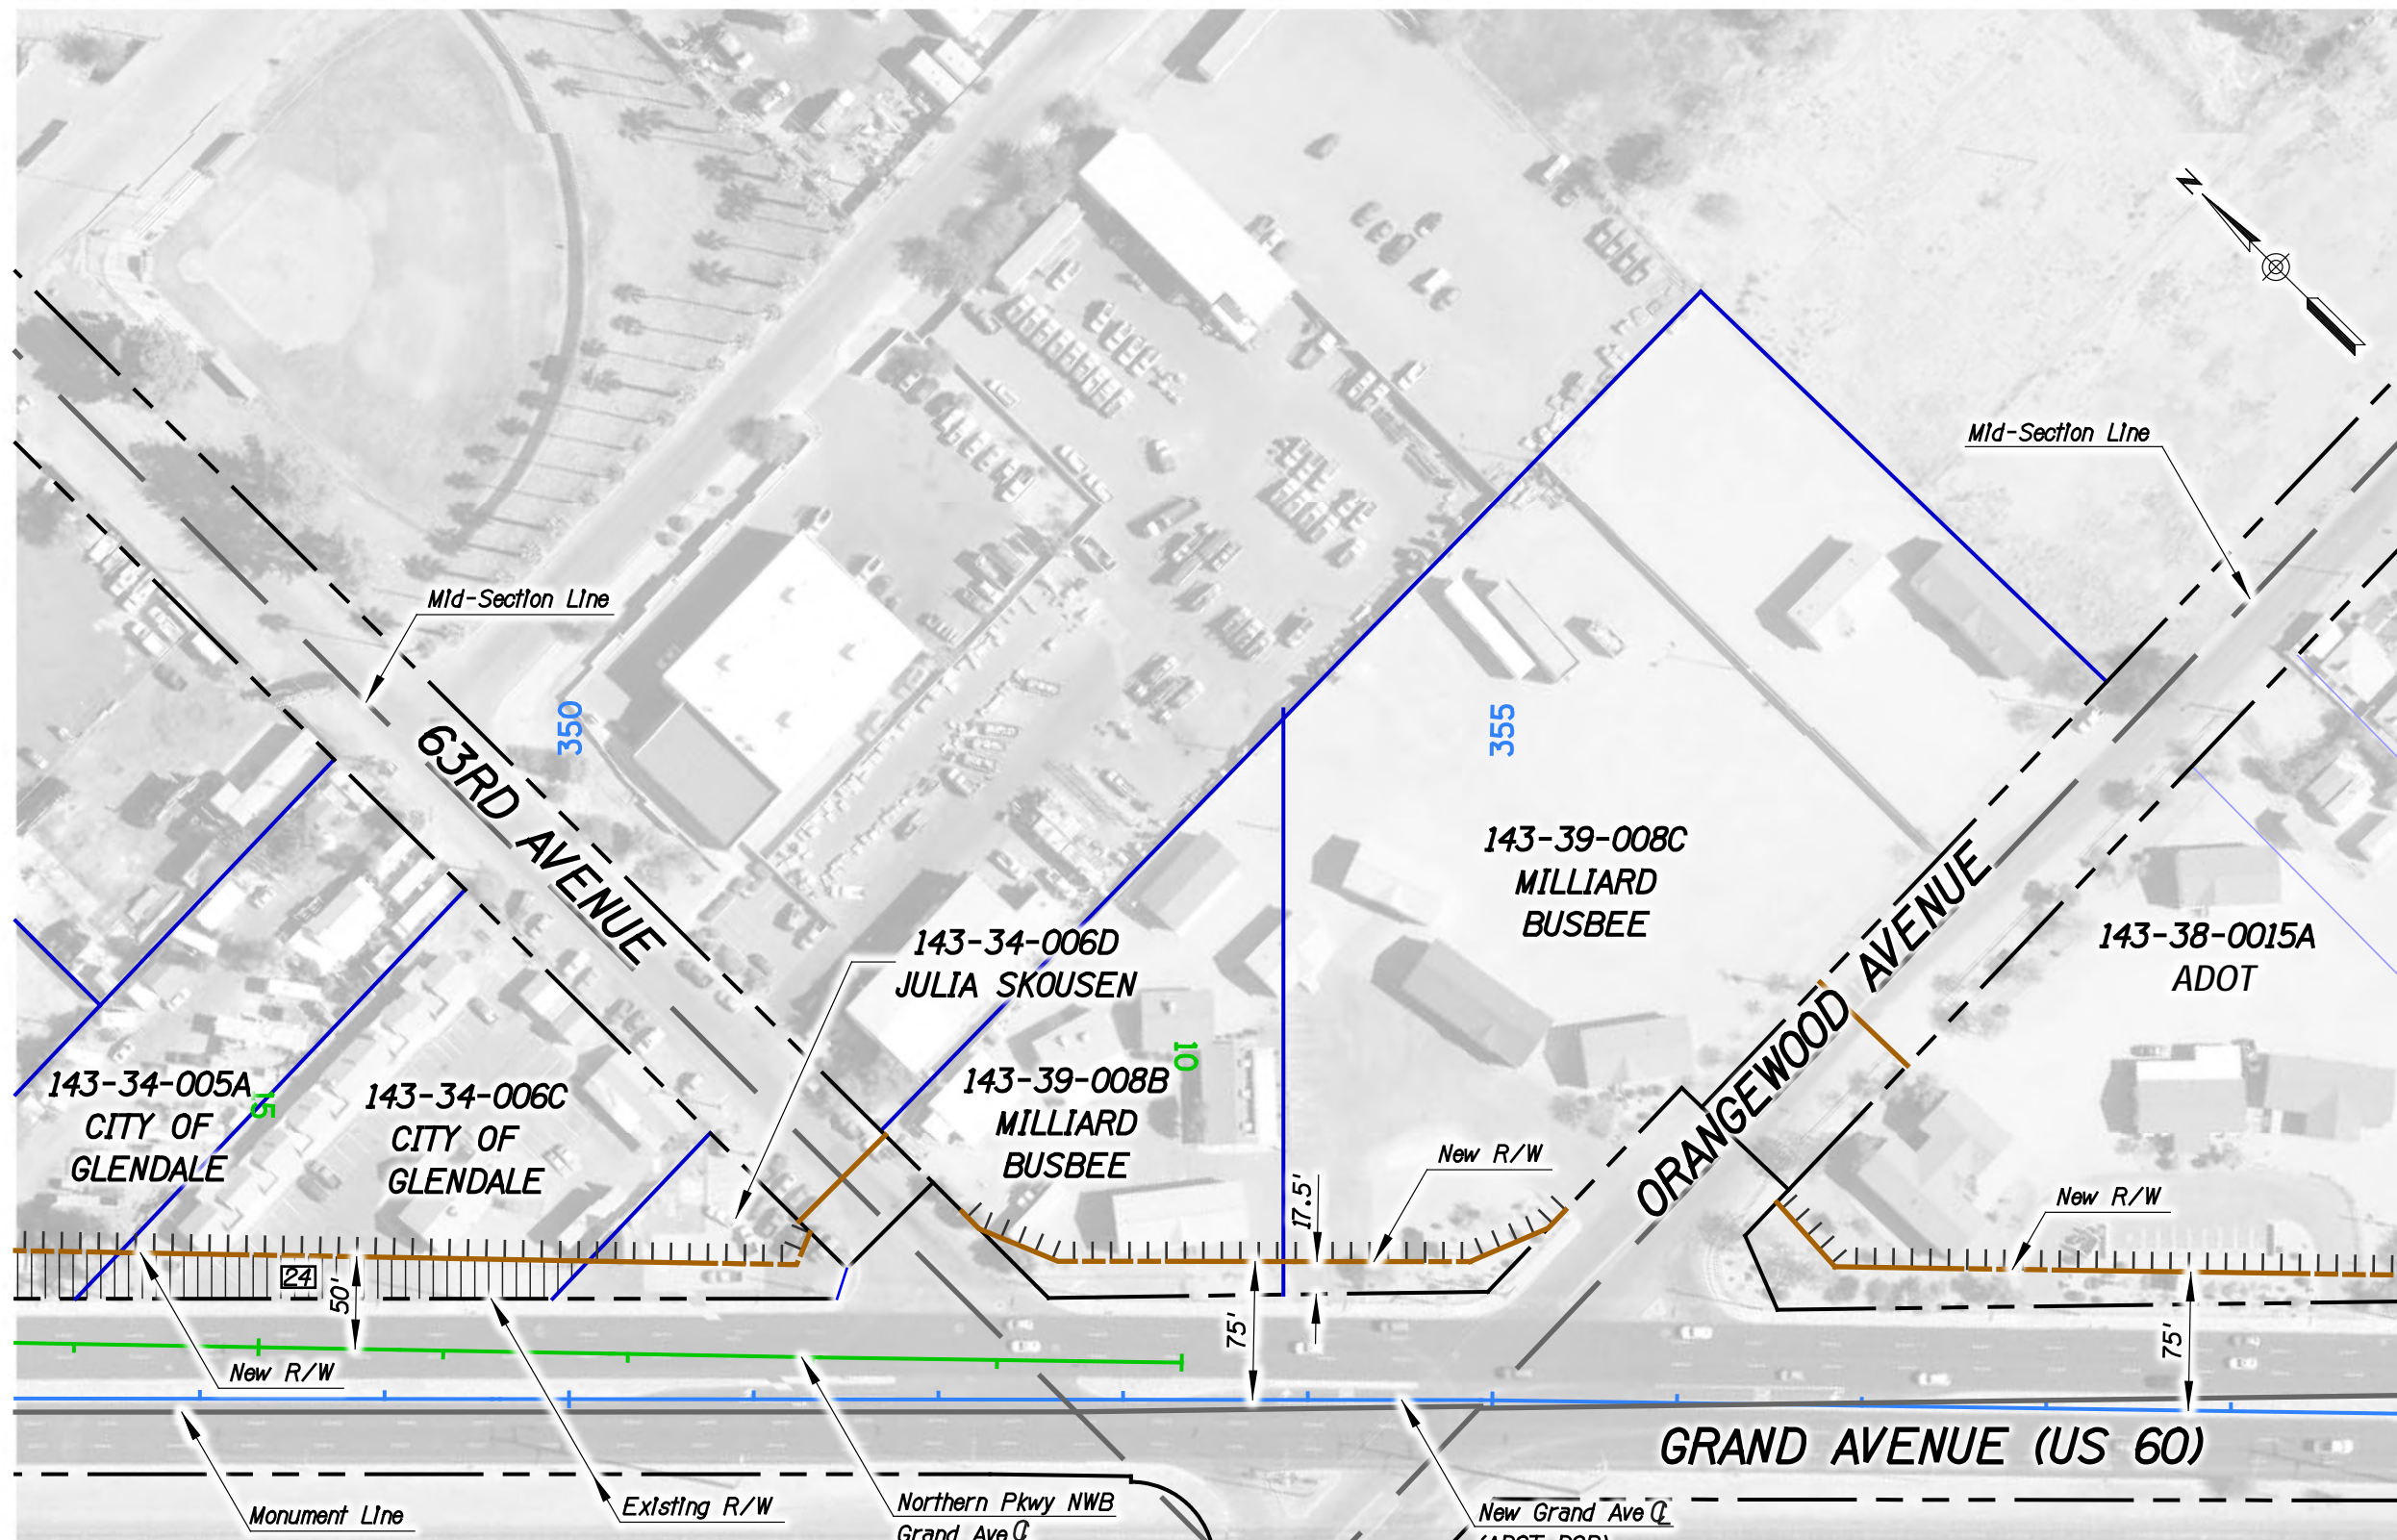 N
Mid-Section Line
Mid-Section Line
350
355
63RD AVENUE
143-39-008C
MILLIARD
BUSBEE
143-34-006D
JULIA SKOUSEN
ORANGEWOOD AVENUE
143-38-0015A
ADOT
143-34-005A
CITY OF
GLENDALE
15
143-34-006C
CITY OF
GLENDALE
143-39-008B
MILLIARD
BUSBEE
10
New R/W
17.5'
New R/W
24
50'
75'
75'
New R/W
GRAND AVENUE (US 60)
Monument Line
Existing R/W
Northern Pkwy NWB
Grand Ave ℄
New Grand Ave ℄
(ADOT DCR)